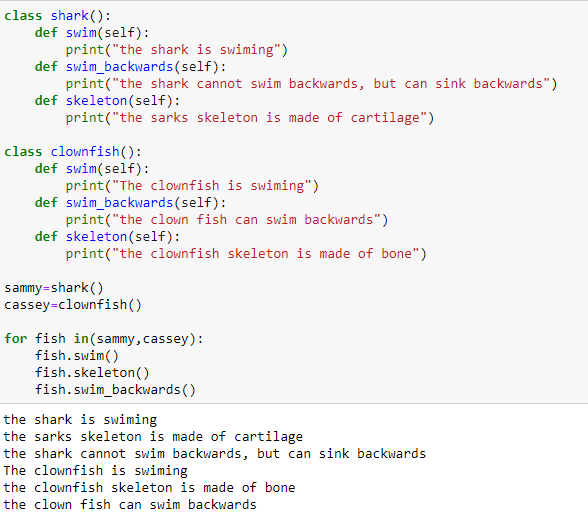 class shark():
    def swim(self):
        print("the shark is swiming")
    def swim_backwards(self):
        print("the shark cannot swim backwards, but can sink backwards")
    def skeleton(self):
        print("the sarks skeleton is made of cartilage")

class clownfish():
    def swim(self):
        print("The clownfish is swiming")
    def swim_backwards(self):
        print("the clown fish can swim backwards")
    def skeleton(self):
        print("the clownfish skeleton is made of bone")

sammy=shark()
cassey=clownfish()

for fish in(sammy,cassey):
    fish.swim()
    fish.skeleton()
    fish.swim_backwards()

the shark is swiming
the sarks skeleton is made of cartilage
the shark cannot swim backwards, but can sink backwards
The clownfish is swiming
the clownfish skeleton is made of bone
the clown fish can swim backwards